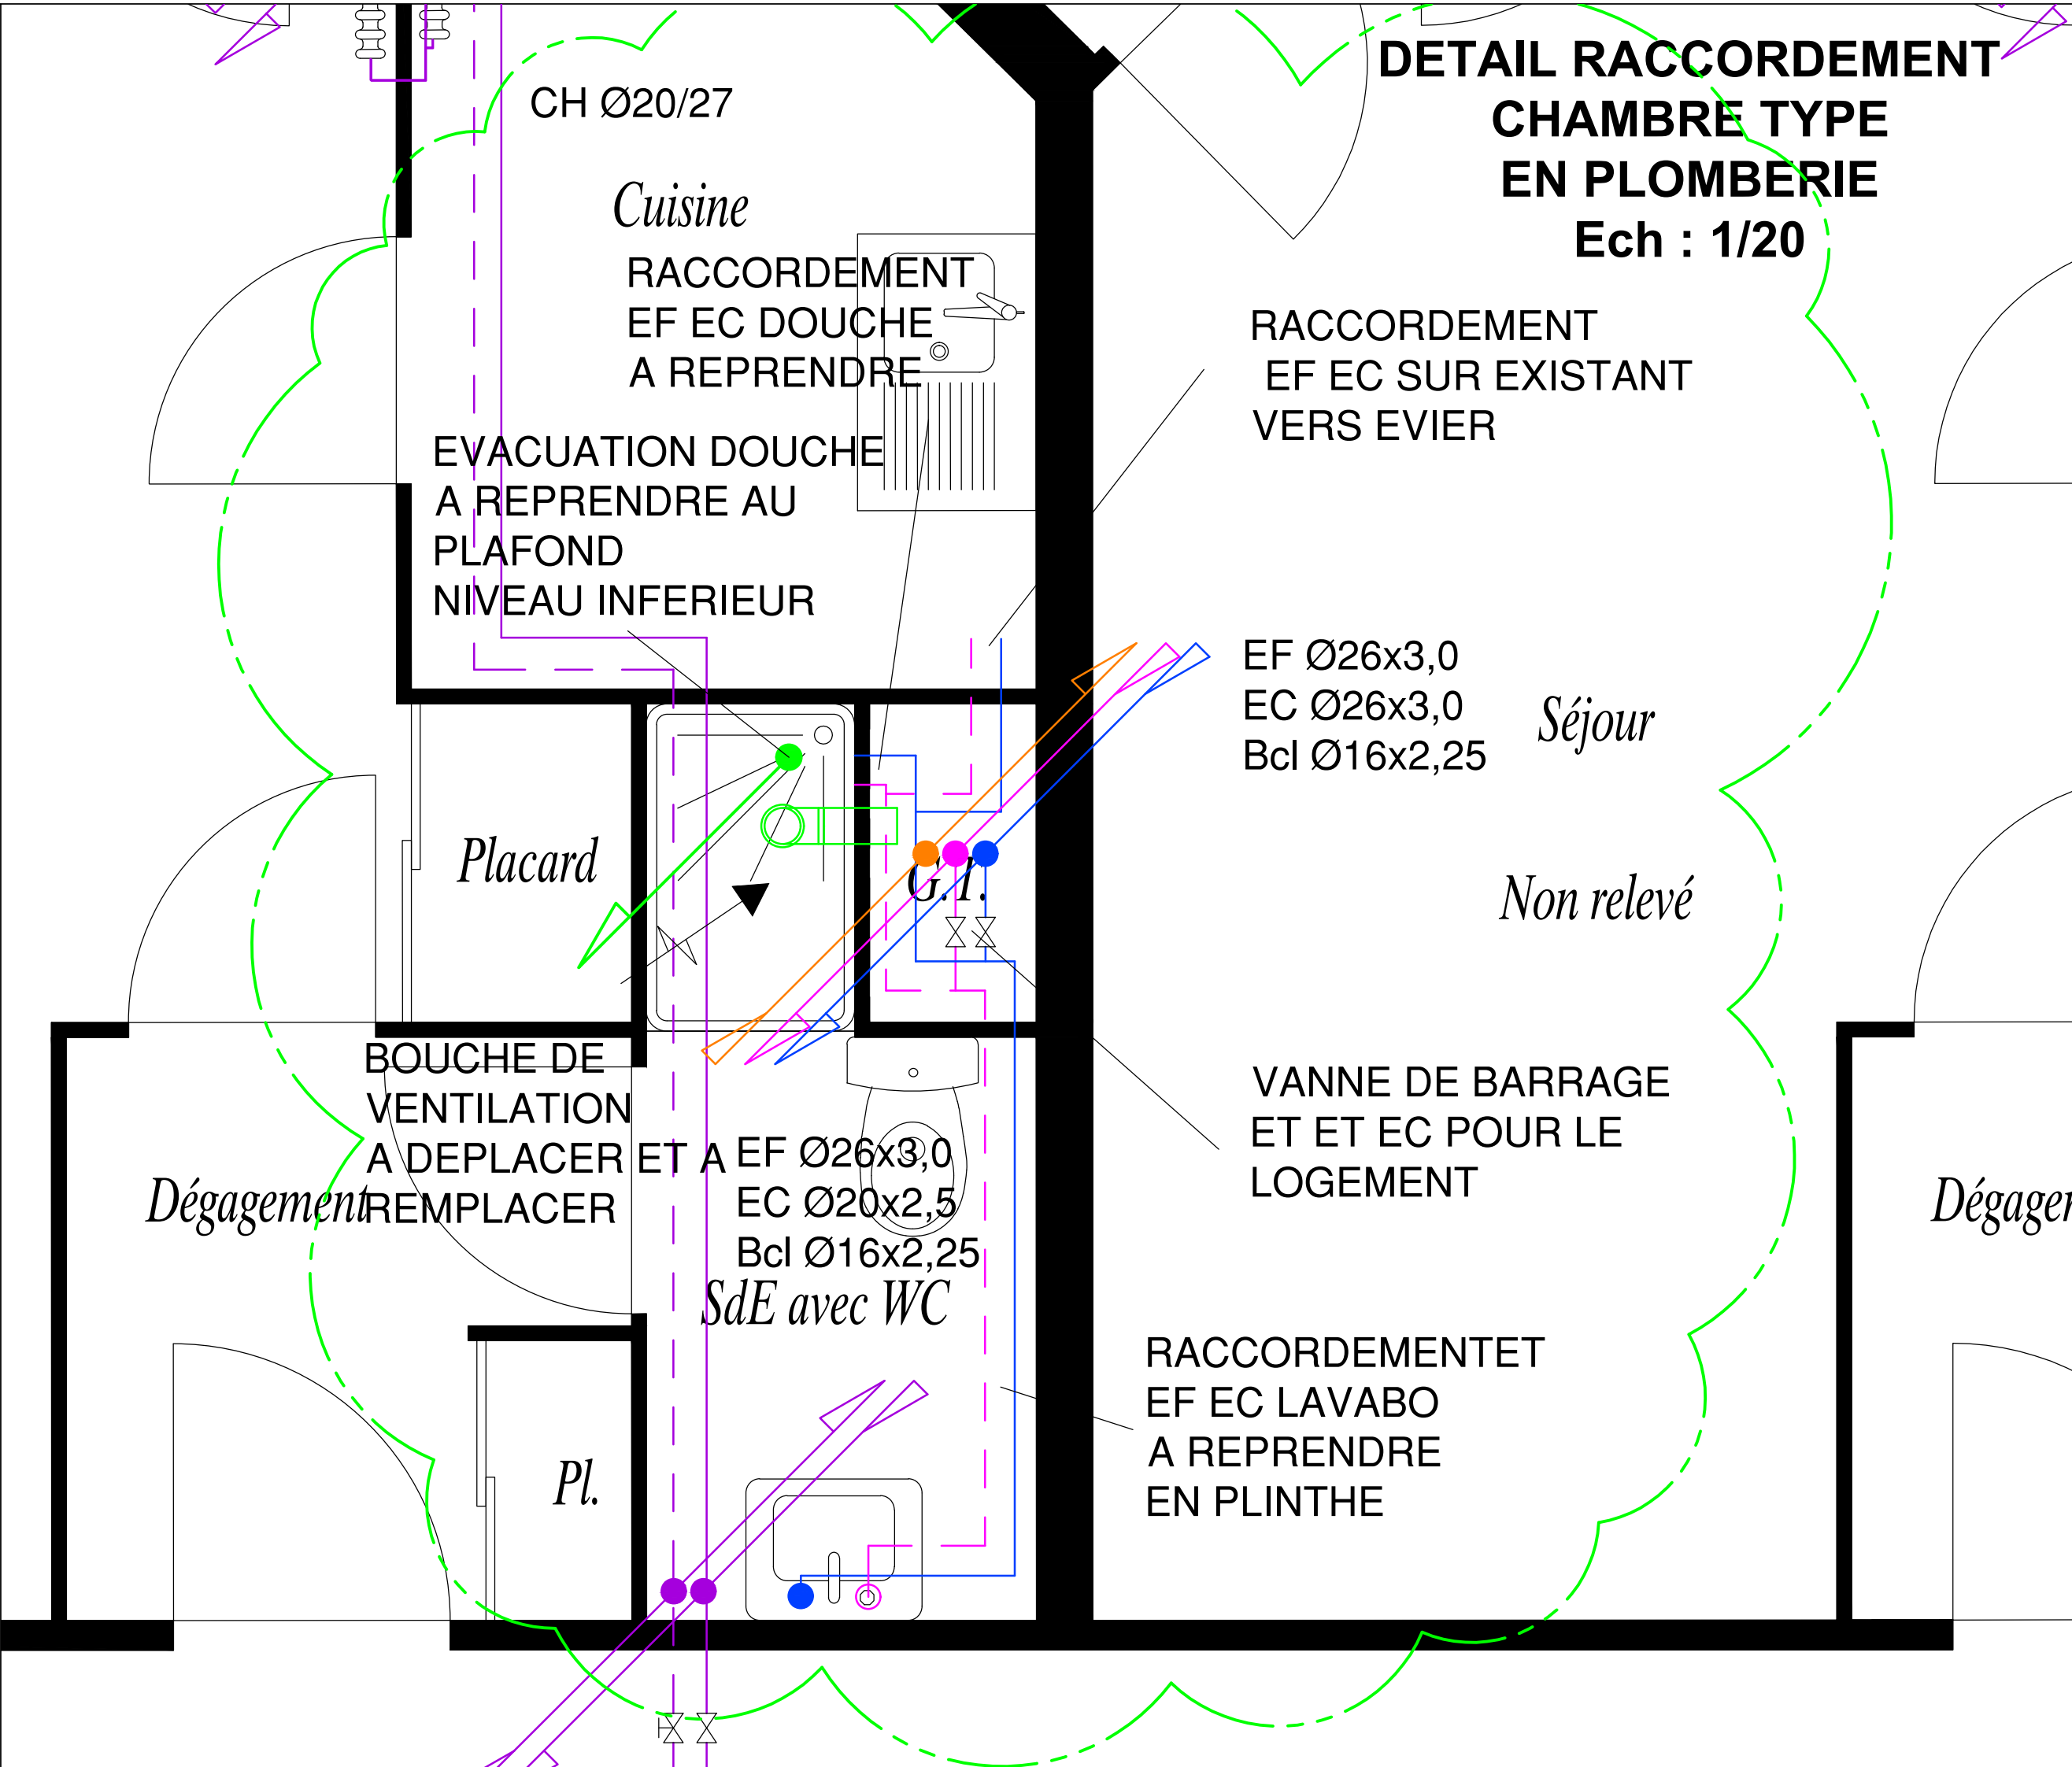 DETAIL RACCORDEMENT
CHAMBRE TYPE
EN PLOMBERIE
Ech : 1/20
CH Ø20/27
Cuisine
RACCORDEMENT
EF EC DOUCHE
A REPRENDRE
RACCORDEMENT
EF EC SUR EXISTANT
VERS EVIER
EVACUATION DOUCHE
A REPRENDRE AU
PLAFOND
NIVEAU INFERIEUR
EF Ø26x3,0
EC Ø26x3,0
Bcl Ø16x2,25
Séjour
Placard
G.T.
Non relevé
BOUCHE DE
VENTILATION
A DEPLACER ET A
REMPLACER
Dégagement
EF Ø26x3,0
EC Ø20x2,5
Bcl Ø16x2,25
SdE avec WC
VANNE DE BARRAGE
ET ET EC POUR LE
LOGEMENT
Dégagem
RACCORDEMENTET
EF EC LAVABO
A REPRENDRE
EN PLINTHE
Pl.